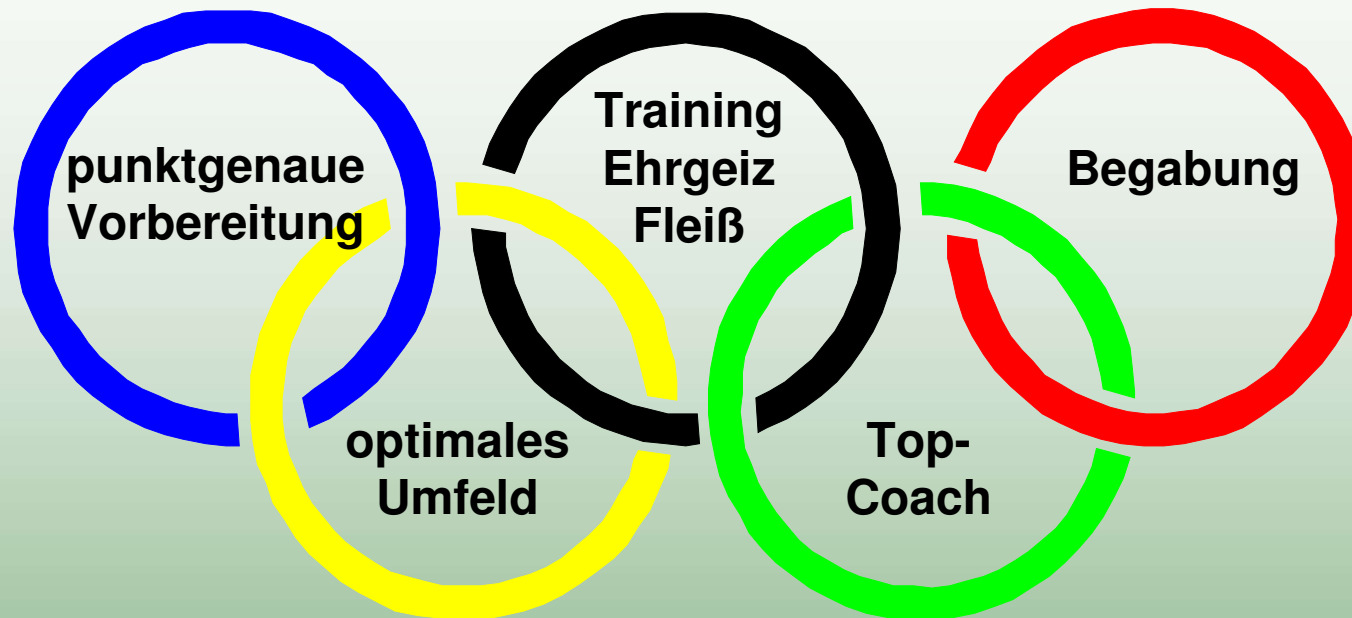 punktgenaue
Vorbereitung
Training
Ehrgeiz
Fleiß
Begabung
optimales
Umfeld
Top-
Coach